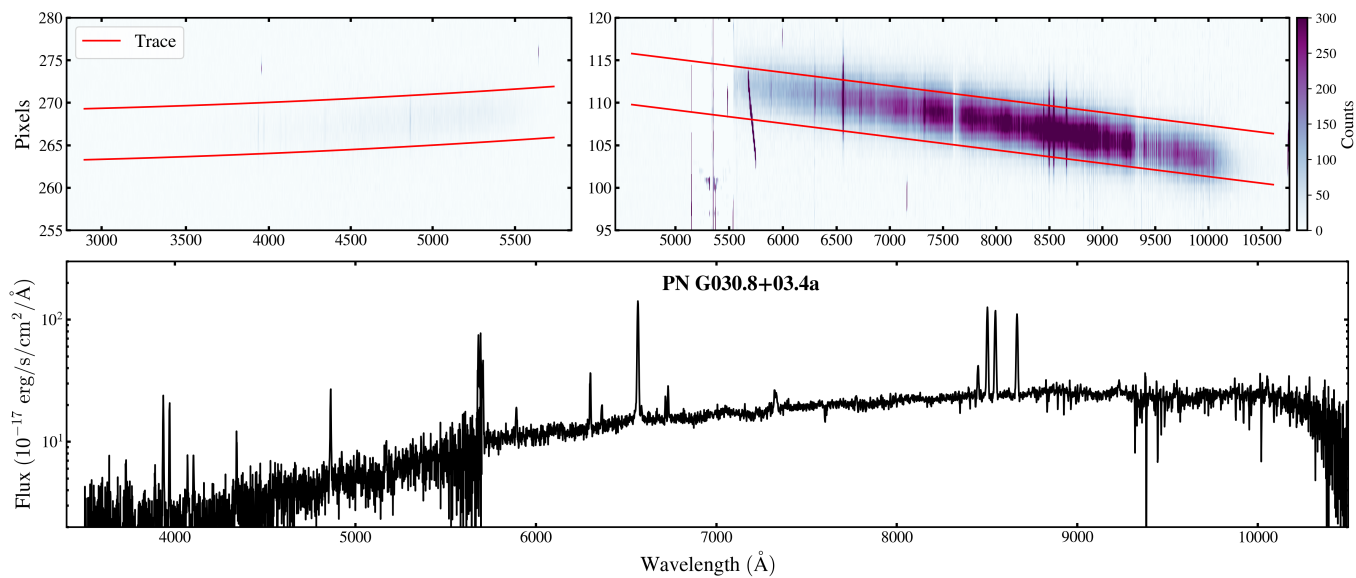 280
275
270
265
260
255
Pixels
Trace
3000 3500 4000 4500 5000 5500
120
115
110
105
100
95
5000 5500 6000 6500 7000 7500 8000 8500 9000 9500 10000 10500
300
250
200
150
100
50
0
Counts
PN G030.8+03.4a
10²
10¹
Flux (10⁻¹⁷ erg/s/cm²/Å)
4000 5000 6000 7000 8000 9000 10000
Wavelength (Å)